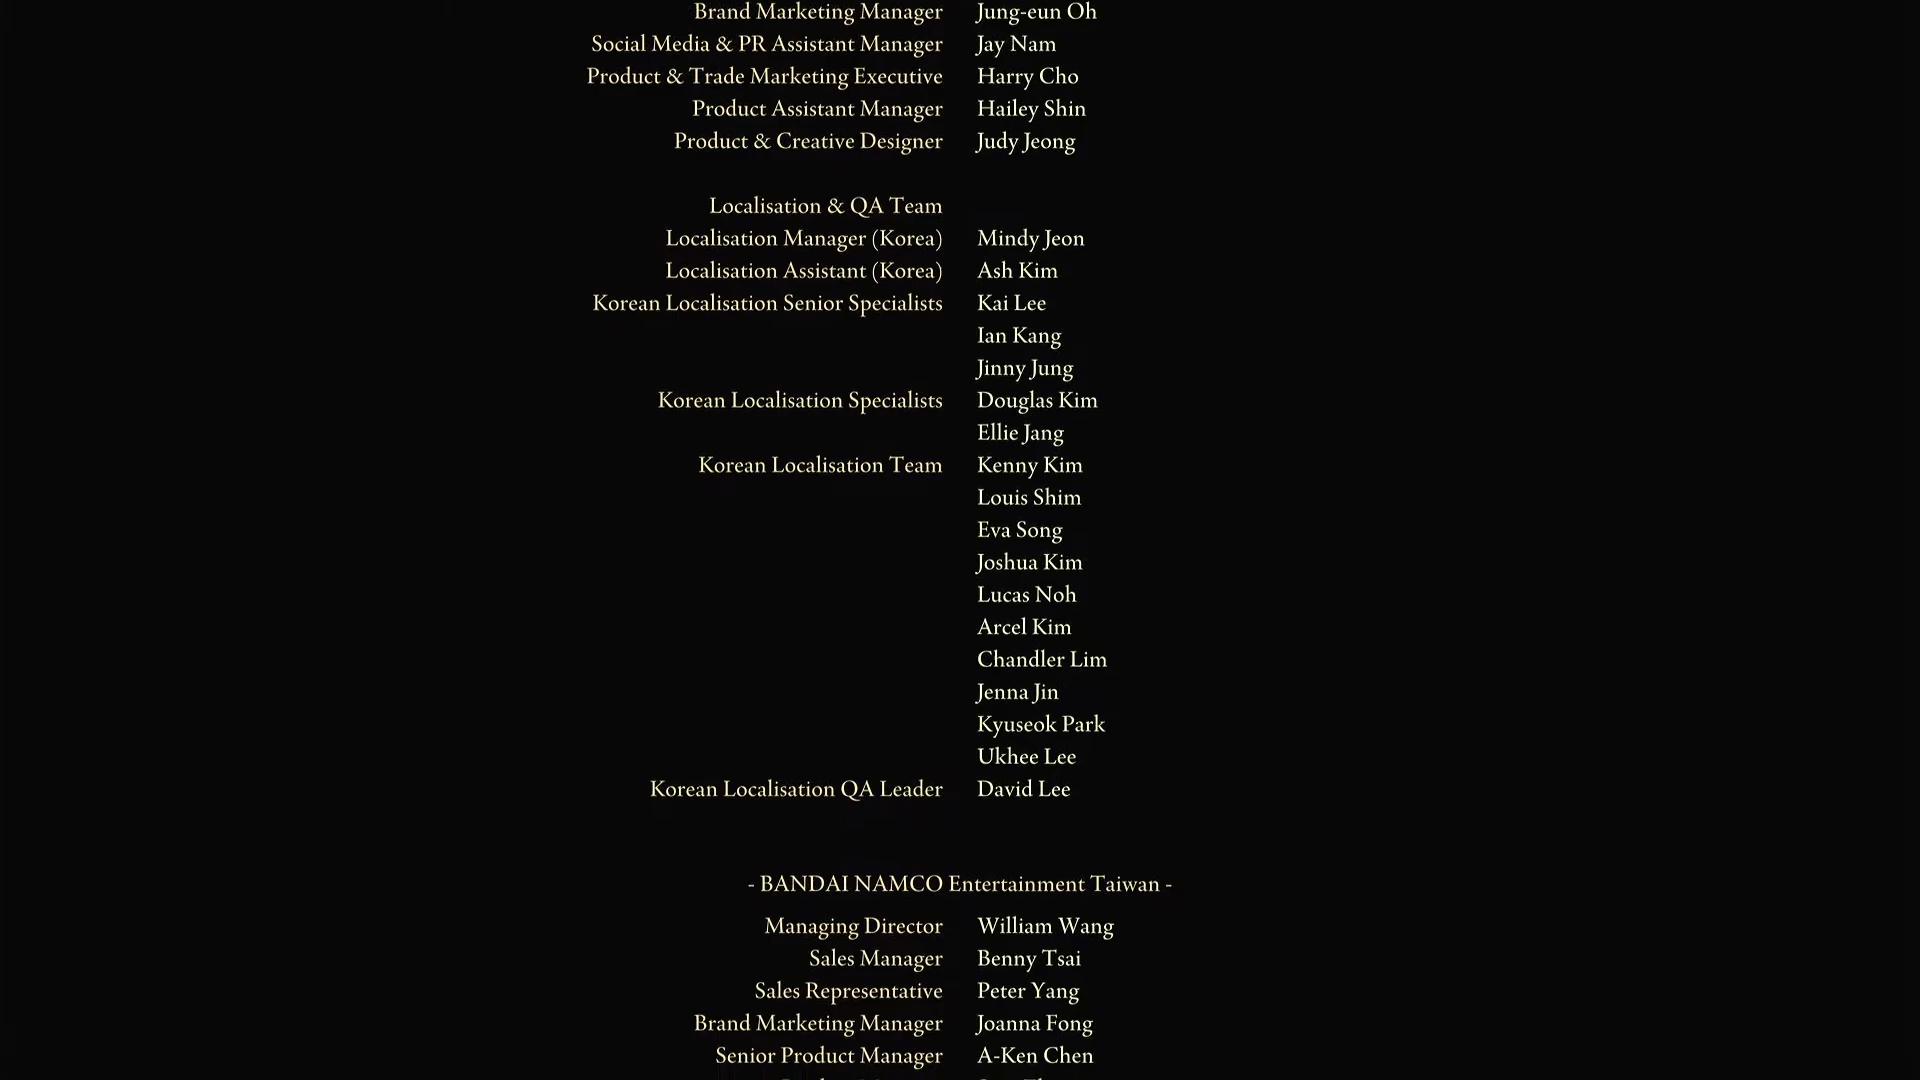 Brand Marketing Manager Jung-eun Oh
Social Media & PR Assistant Manager Jay Nam
Product & Trade Marketing Executive Harry Cho
Product Assistant Manager Hailey Shin
Product & Creative Designer Judy Jeong
Localisation & QA Team
Localisation Manager (Korea) Mindy Jeon
Localisation Assistant (Korea) Ash Kim
Korean Localisation Senior Specialists Kai Lee
Ian Kang
Jinny Jung
Korean Localisation Specialists Douglas Kim
Ellie Jang
Korean Localisation Team Kenny Kim
Louis Shim
Eva Song
Joshua Kim
Lucas Noh
Arcel Kim
Chandler Lim
Jenna Jin
Kyuseok Park
Ukhee Lee
Korean Localisation QA Leader David Lee
- BANDAI NAMCO Entertainment Taiwan -
Managing Director William Wang
Sales Manager Benny Tsai
Sales Representative Peter Yang
Brand Marketing Manager Joanna Fong
Senior Product Manager A-Ken Chen